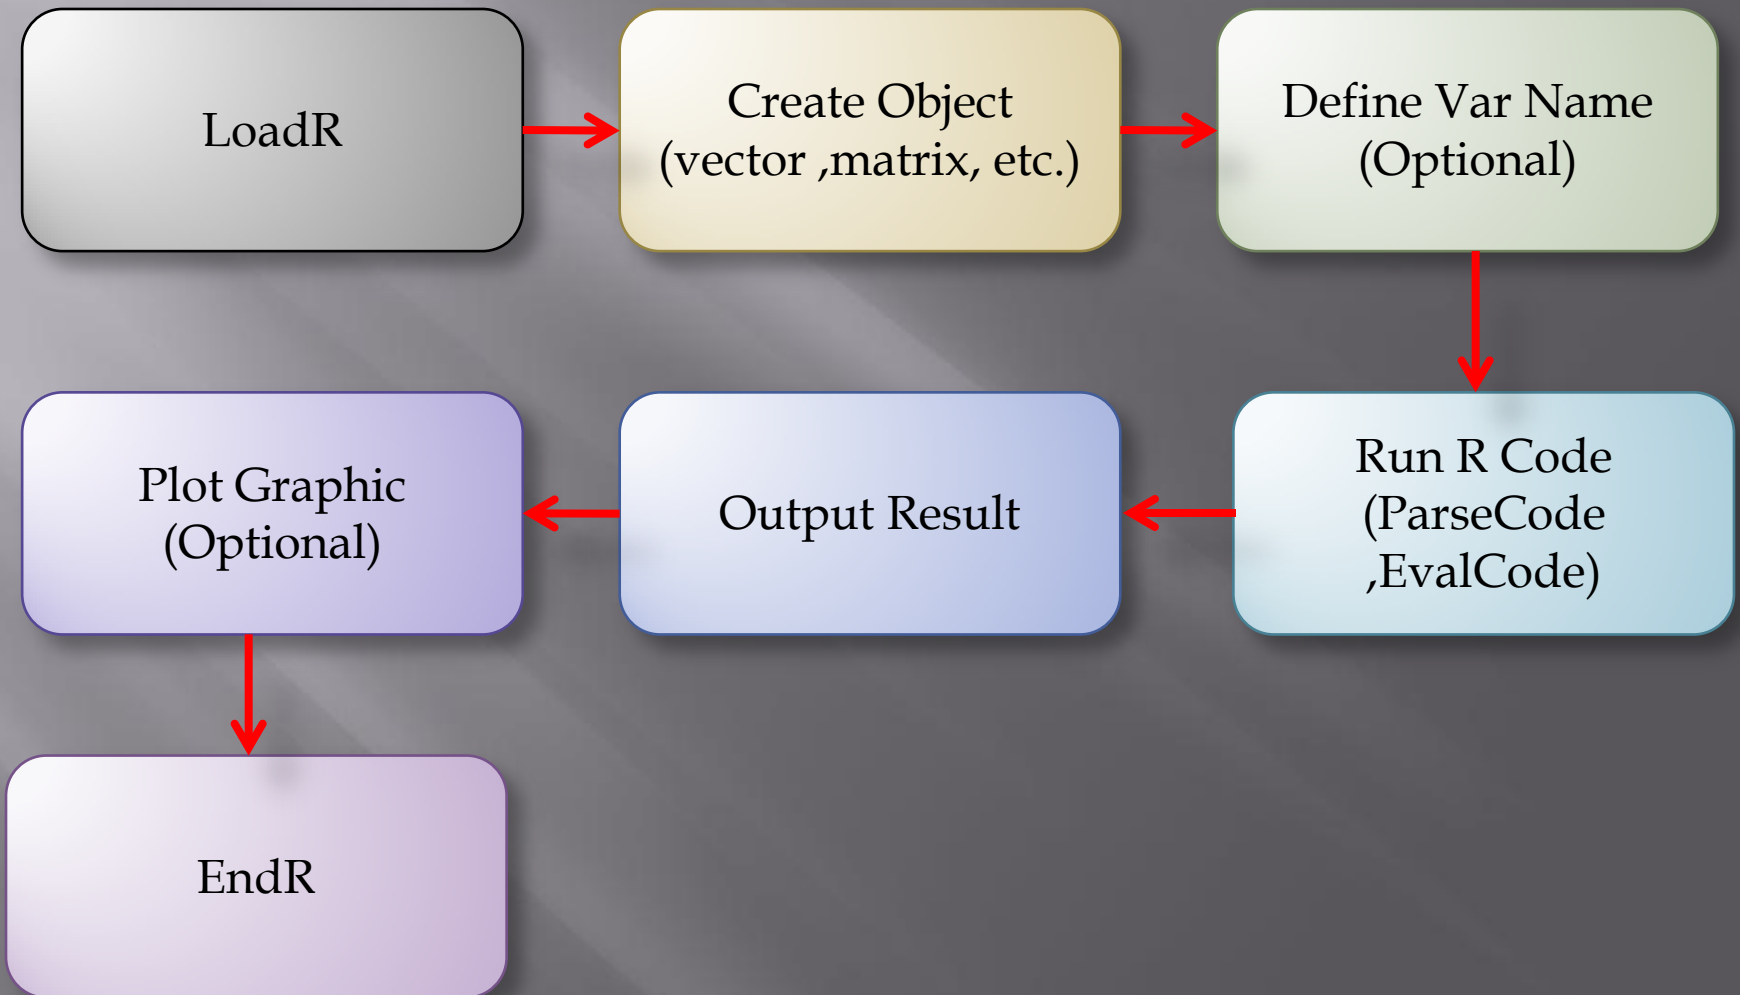 LoadR
Create Object
(vector ,matrix, etc.)
Define Var Name
(Optional)
Run R Code
(ParseCode
,EvalCode)
Output Result
Plot Graphic
(Optional)
EndR